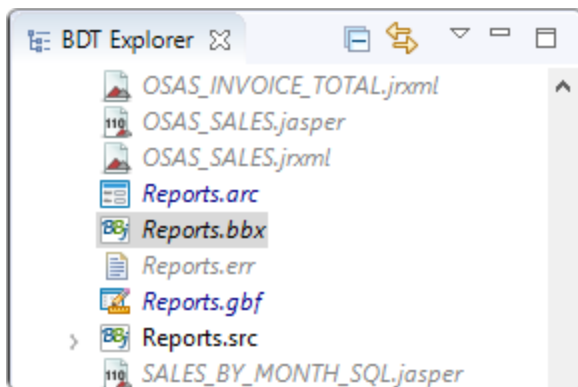 BDT Explorer
OSAS_INVOICE_TOTAL.jrxml
OSAS_SALES.jasper
OSAS_SALES.jrxml
Reports.arc
Reports.bbx
Reports.err
Reports.gbf
Reports.src
SALES_BY_MONTH_SQL.jasper